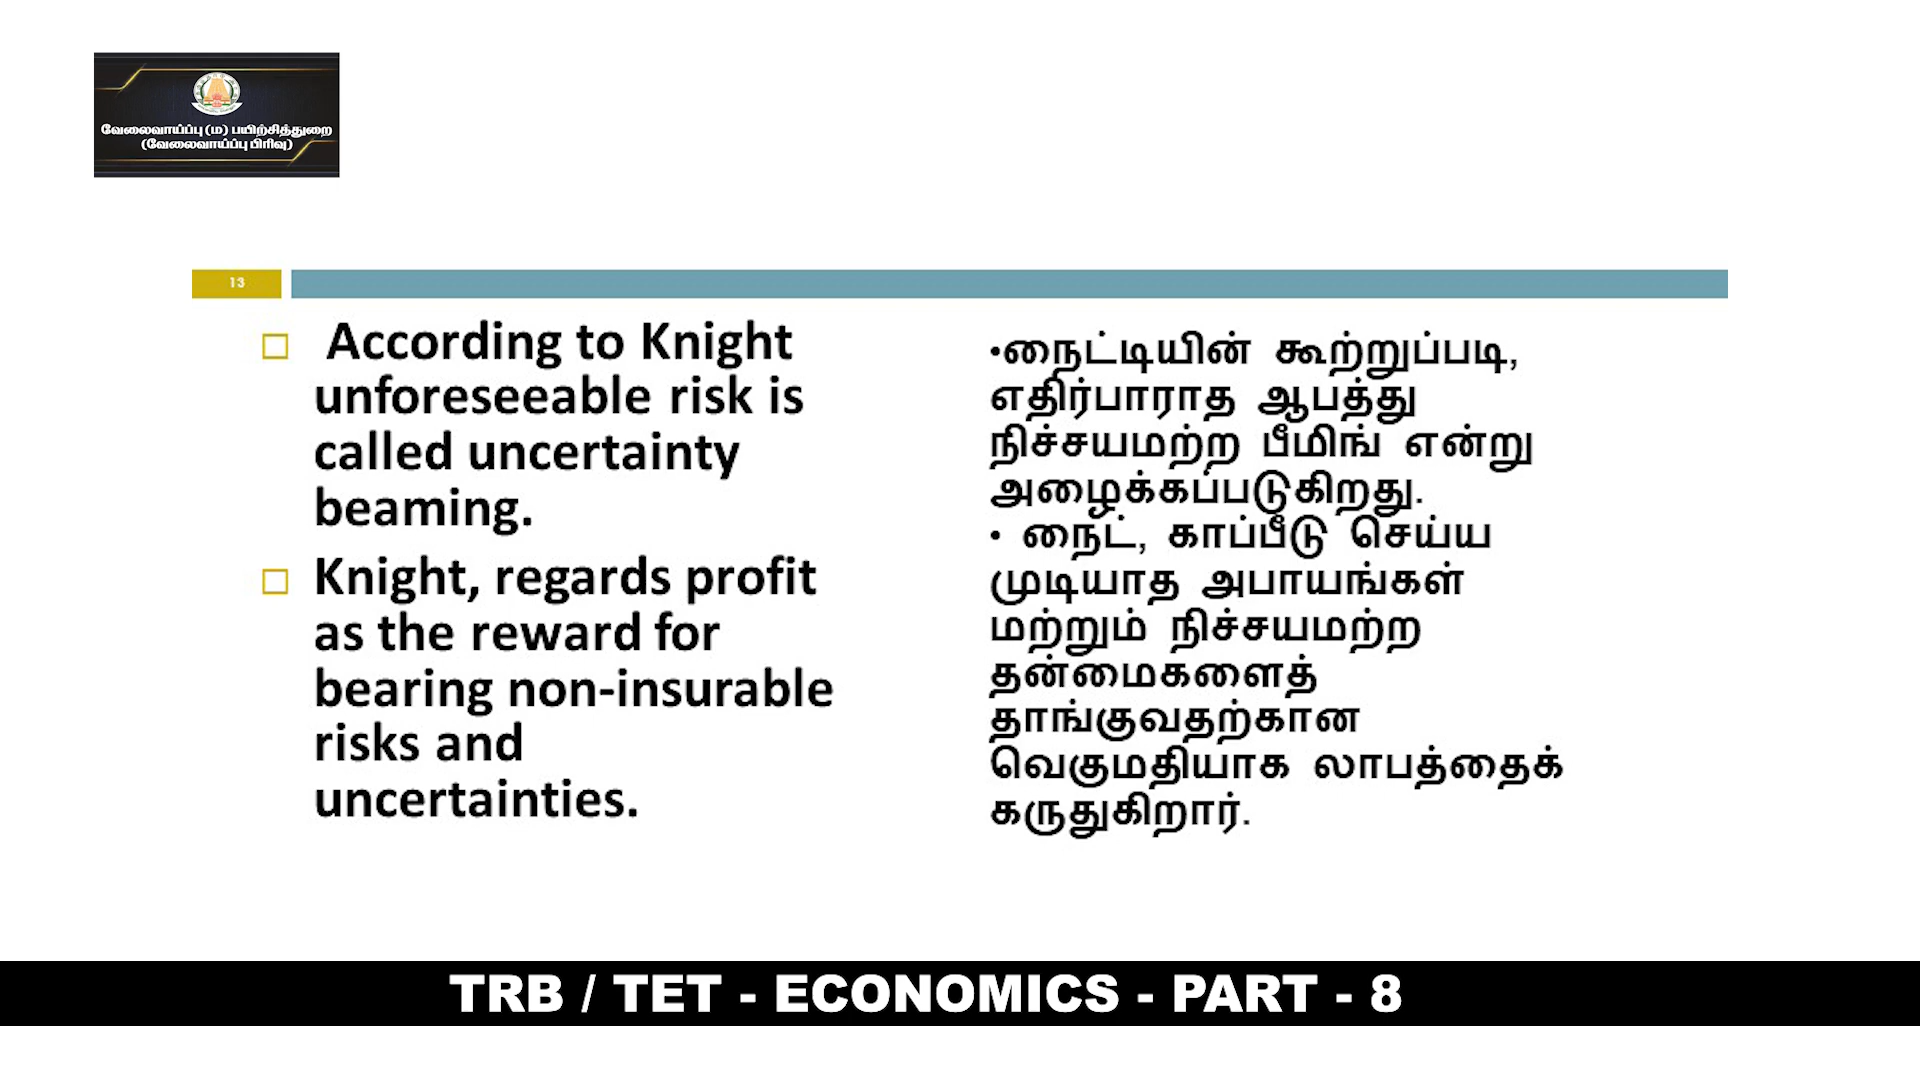 வேலைவாய்ப்பு (ம) பயிற்சித்துறை
(வேலைவாய்ப்பு பிரிவு)
13
According to Knight
unforeseeable risk is
called uncertainty
beaming.
Knight, regards profit
as the reward for
bearing non-insurable
risks and
uncertainties.
•நைட்டியின் கூற்றுப்படி,
எதிர்பாராத ஆபத்து
நிச்சயமற்ற பீமிங் என்று
அழைக்கப்படுகிறது.
• நைட், காப்பீடு செய்ய
முடியாத அபாயங்கள்
மற்றும் நிச்சயமற்ற
தன்மைகளைத்
தாங்குவதற்கான
வெகுமதியாக லாபத்தைக்
கருதுகிறார்.
TRB / TET - ECONOMICS - PART - 8